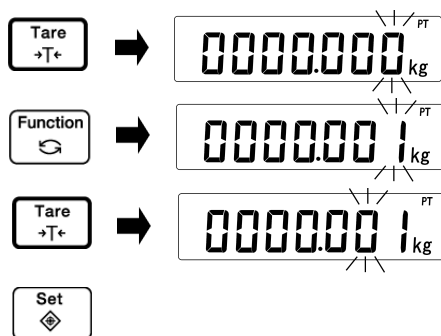 Tare
→T←
PT
0000.000 kg
Function
PT
0000.001 kg
Tare
→T←
PT
0000.001 kg
Set